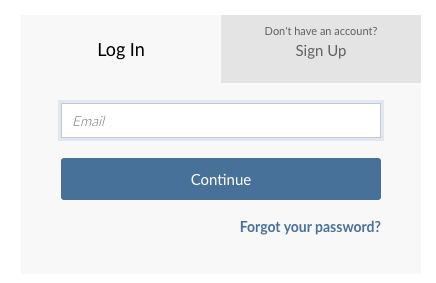 Log In
Don't have an account?
Sign Up
Email
Continue
Forgot your password?